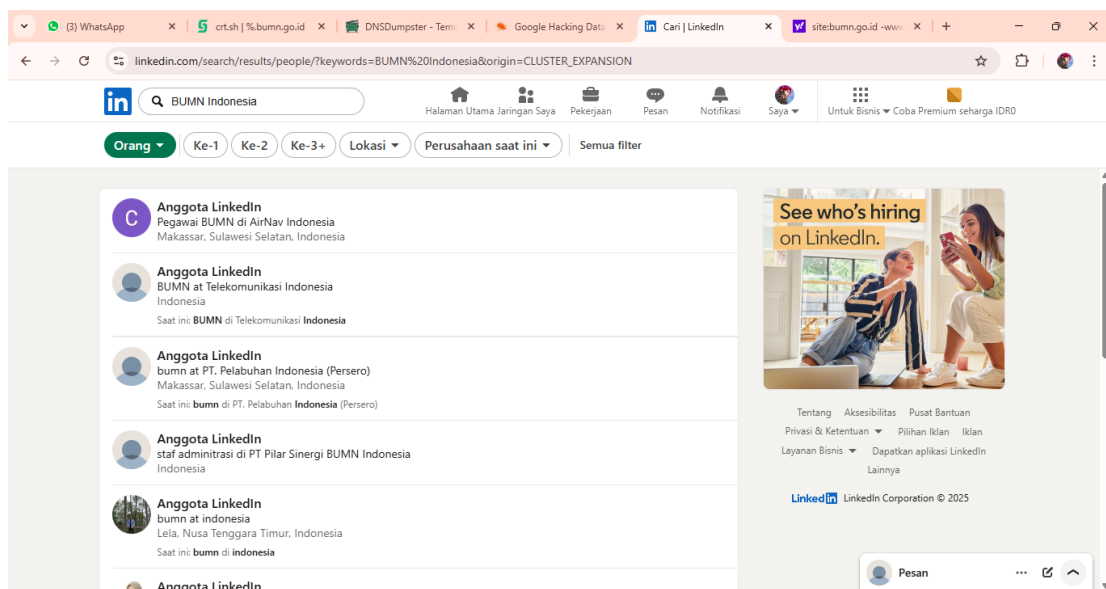 (3) WhatsApp
crt.sh | %.bumn.go.id
DNSDumpster - Tem
Google Hacking Data
Cari | LinkedIn
site:bumn.go.id -www
linkedin.com/search/results/people/?keywords=BUMN%20Indonesia&origin=CLUSTER_EXPANSION
in
BUMN Indonesia
Halaman Utama
Jaringan Saya
Pekerjaan
Pesan
Notifikasi
Saya
Untuk Bisnis
Coba Premium seharga IDR0
Orang
Ke-1
Ke-2
Ke-3+
Lokasi
Perusahaan saat ini
Semua filter
C
Anggota LinkedIn
Pegawai BUMN di AirNav Indonesia
Makassar, Sulawesi Selatan, Indonesia
Anggota LinkedIn
BUMN at Telekomunikasi Indonesia
Indonesia
Saat ini: BUMN di Telekomunikasi Indonesia
Anggota LinkedIn
bumn at PT. Pelabuhan Indonesia (Persero)
Makassar, Sulawesi Selatan, Indonesia
Saat ini: bumn di PT. Pelabuhan Indonesia (Persero)
Anggota LinkedIn
staf adminitrasi di PT Pilar Sinergi BUMN Indonesia
Indonesia
Anggota LinkedIn
bumn at indonesia
Lela, Nusa Tenggara Timur, Indonesia
Saat ini: bumn di indonesia
Anggota LinkedIn
See who's hiring
on LinkedIn.
Tentang Aksesibilitas Pusat Bantuan
Privasi & Ketentuan Pilihan Iklan Iklan
Layanan Bisnis Dapatkan aplikasi LinkedIn
Lainnya
LinkedIn LinkedIn Corporation © 2025
Pesan